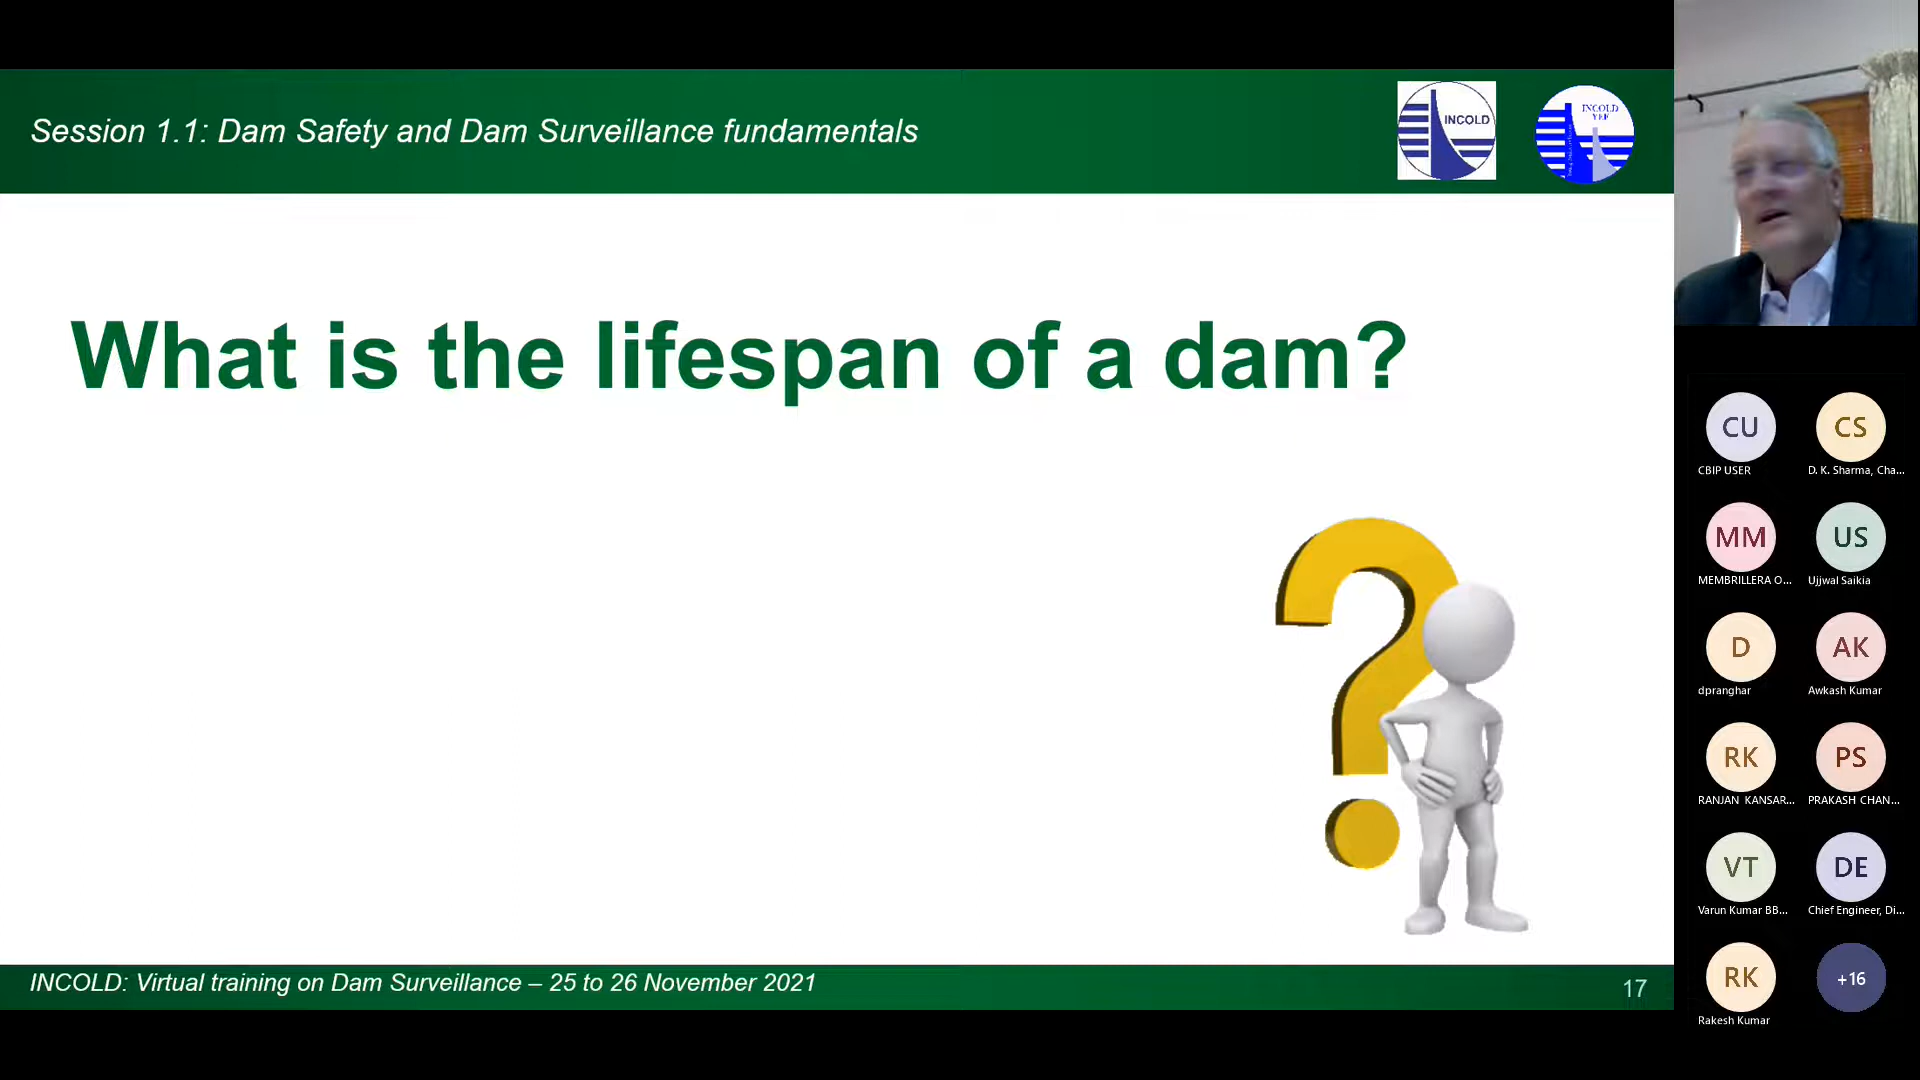 Session 1.1: Dam Safety and Dam Surveillance fundamentals
INCOLD
INCOLD
YEF
What is the lifespan of a dam?
INCOLD: Virtual training on Dam Surveillance – 25 to 26 November 2021
17
CU
CBIP USER
CS
D. K. Sharma, Cha...
MM
MEMBRILLERA O...
US
Ujjwal Saikia
D
dpranghar
AK
Awkash Kumar
RK
RANJAN KANSAR...
PS
PRAKASH CHAN...
VT
Varun Kumar BB...
DE
Chief Engineer, Di...
RK
Rakesh Kumar
+16